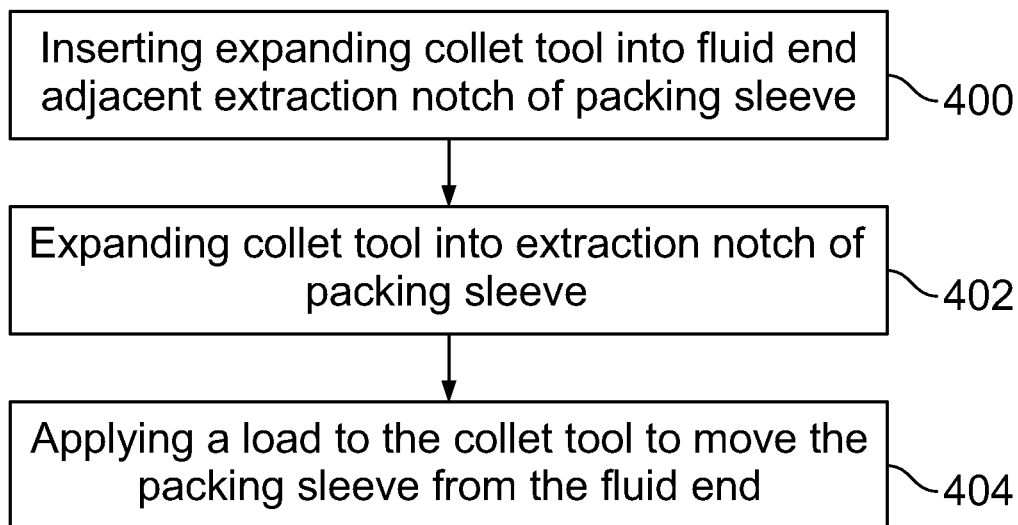 Inserting expanding collet tool into fluid end
adjacent extraction notch of packing sleeve
400
Expanding collet tool into extraction notch of
packing sleeve
402
Applying a load to the collet tool to move the
packing sleeve from the fluid end
404